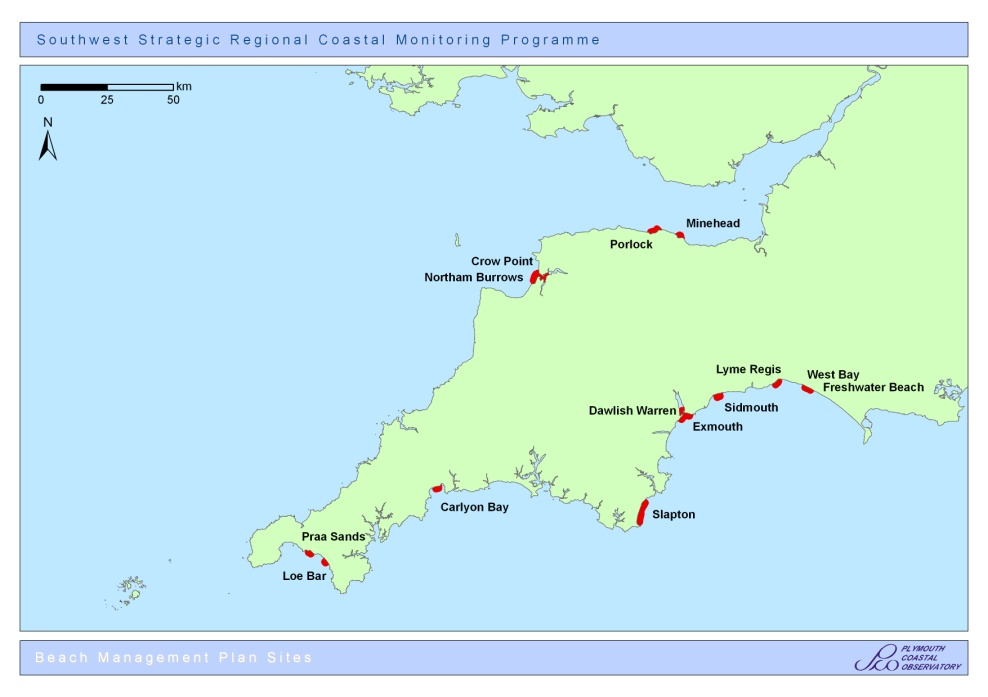 Southwest Strategic Regional Coastal Monitoring Programme
km
0 25 50
N
Minehead
Porlock
Crow Point
Northam Burrows
Lyme Regis
West Bay
Freshwater Beach
Dawlish Warren
Sidmouth
Exmouth
Carlyon Bay
Slapton
Praa Sands
Loe Bar
Beach Management Plan Sites
PCO
PLYMOUTH
COASTAL
OBSERVATORY